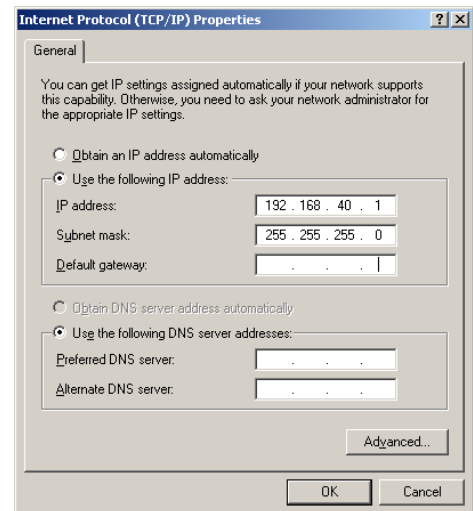 Internet Protocol (TCP/IP) Properties
General
You can get IP settings assigned automatically if your network supports
this capability. Otherwise, you need to ask your network administrator for
the appropriate IP settings.
Obtain an IP address automatically
Use the following IP address:
IP address: 192 . 168 . 40 . 1
Subnet mask: 255 . 255 . 255 . 0
Default gateway: . . .
Obtain DNS server address automatically
Use the following DNS server addresses:
Preferred DNS server: . . .
Alternate DNS server: . . .
Advanced...
OK Cancel